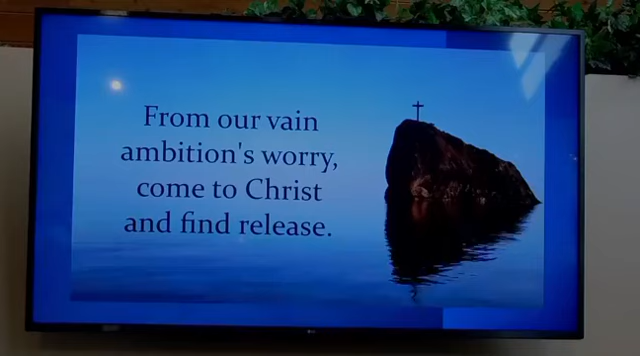 From our vain
ambition's worry,
come to Christ
and find release.